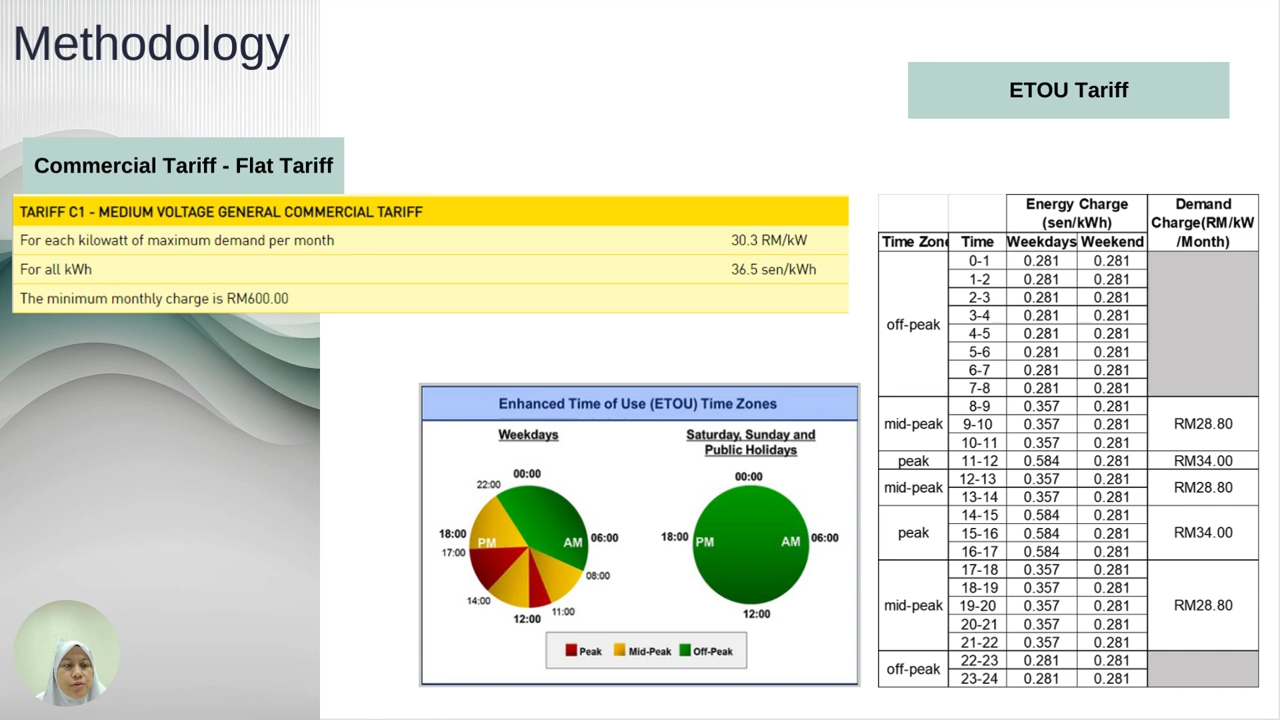 Methodology
ETOU Tariff
Commercial Tariff - Flat Tariff
TARIFF C1 - MEDIUM VOLTAGE GENERAL COMMERCIAL TARIFF
For each kilowatt of maximum demand per month 30.3 RM/kW
For all kWh 36.5 sen/kWh
The minimum monthly charge is RM600.00
Enhanced Time of Use (ETOU) Time Zones
Weekdays
00:00
22:00
18:00
PM
AM
06:00
17:00
08:00
14:00
11:00
12:00
Saturday, Sunday and
Public Holidays
00:00
18:00
PM
AM
06:00
12:00
Peak
Mid-Peak
Off-Peak
Energy Charge
(sen/kWh)
Demand
Charge(RM/kW
/Month)
Time Zon Time Weekdays Weekend
off-peak
0-1 0.281 0.281
1-2 0.281 0.281
2-3 0.281 0.281
3-4 0.281 0.281
4-5 0.281 0.281
5-6 0.281 0.281
6-7 0.281 0.281
7-8 0.281 0.281
mid-peak
8-9 0.357 0.281
9-10 0.357 0.281
10-11 0.357 0.281
RM28.80
peak 11-12 0.584 0.281 RM34.00
mid-peak
12-13 0.357 0.281
13-14 0.357 0.281
RM28.80
peak
14-15 0.584 0.281
15-16 0.584 0.281
16-17 0.584 0.281
RM34.00
mid-peak
17-18 0.357 0.281
18-19 0.357 0.281
19-20 0.357 0.281
20-21 0.357 0.281
21-22 0.357 0.281
RM28.80
off-peak
22-23 0.281 0.281
23-24 0.281 0.281